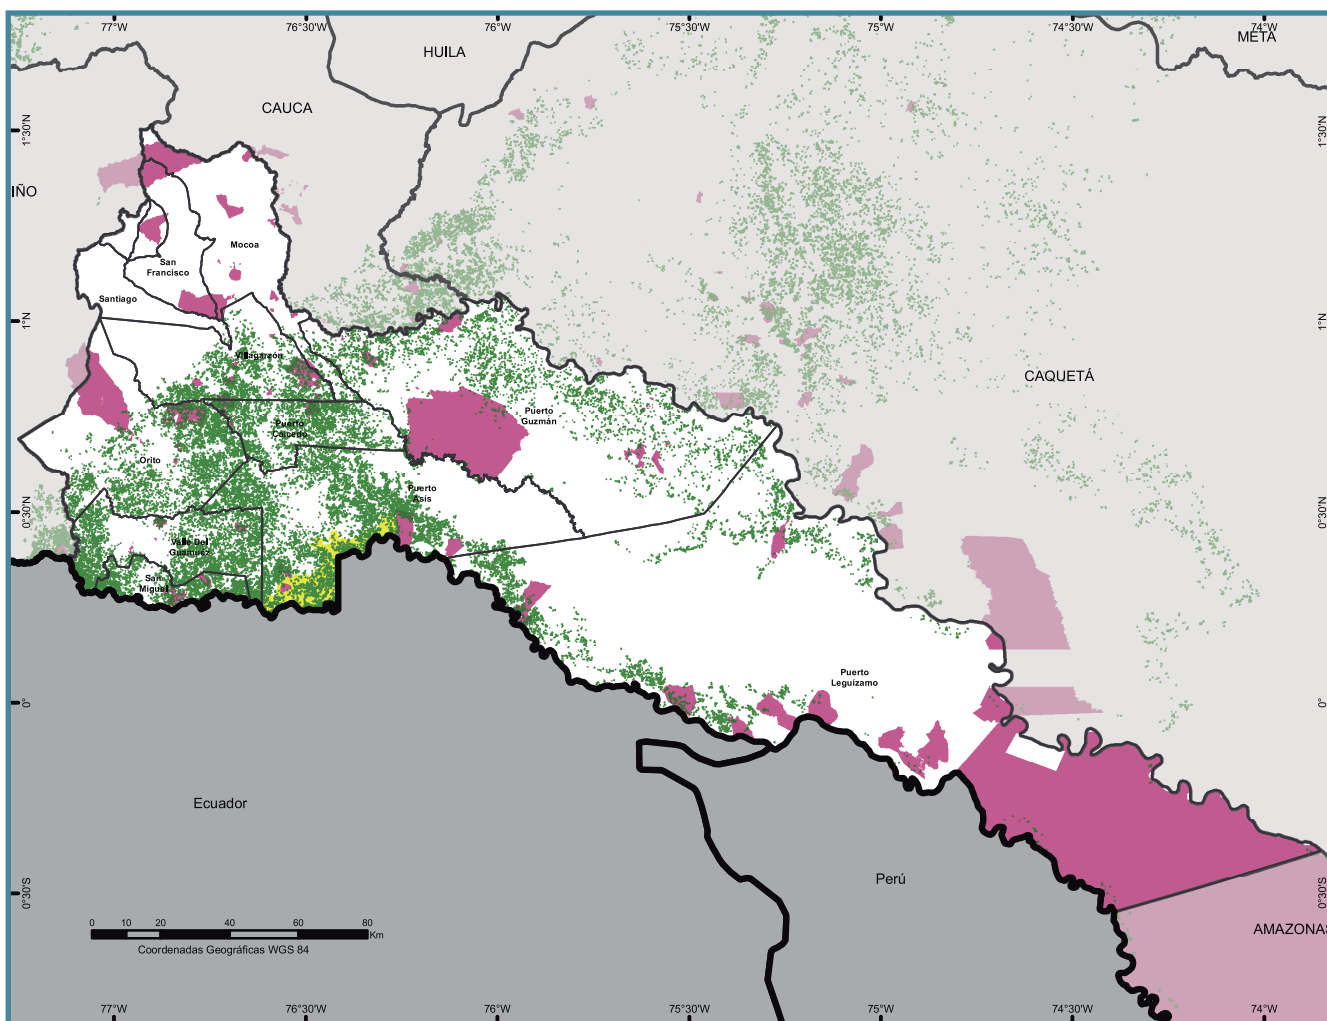 77°W
76°30'W
76°W
75°30'W
75°W
74°30'W
74°W
HUILA
META
CAUCA
1°30'N
1°30'N
IÑO
Mocoa
San
Francisco
Santiago
1°N
1°N
Villagarzón
CAQUETÁ
Puerto
Guzmán
Puerto
Caicedo
Orito
Puerto
Asís
0°30'N
0°30'N
Valle Del
Guamuez
San
Miguel
Puerto
Leguízamo
0°
0°
Ecuador
Perú
0°30'S
0°30'S
0 10 20 40 60 80
Km
Coordenadas Geográficas WGS 84
AMAZONAS
77°W
76°30'W
76°W
75°30'W
75°W
74°30'W
74°W